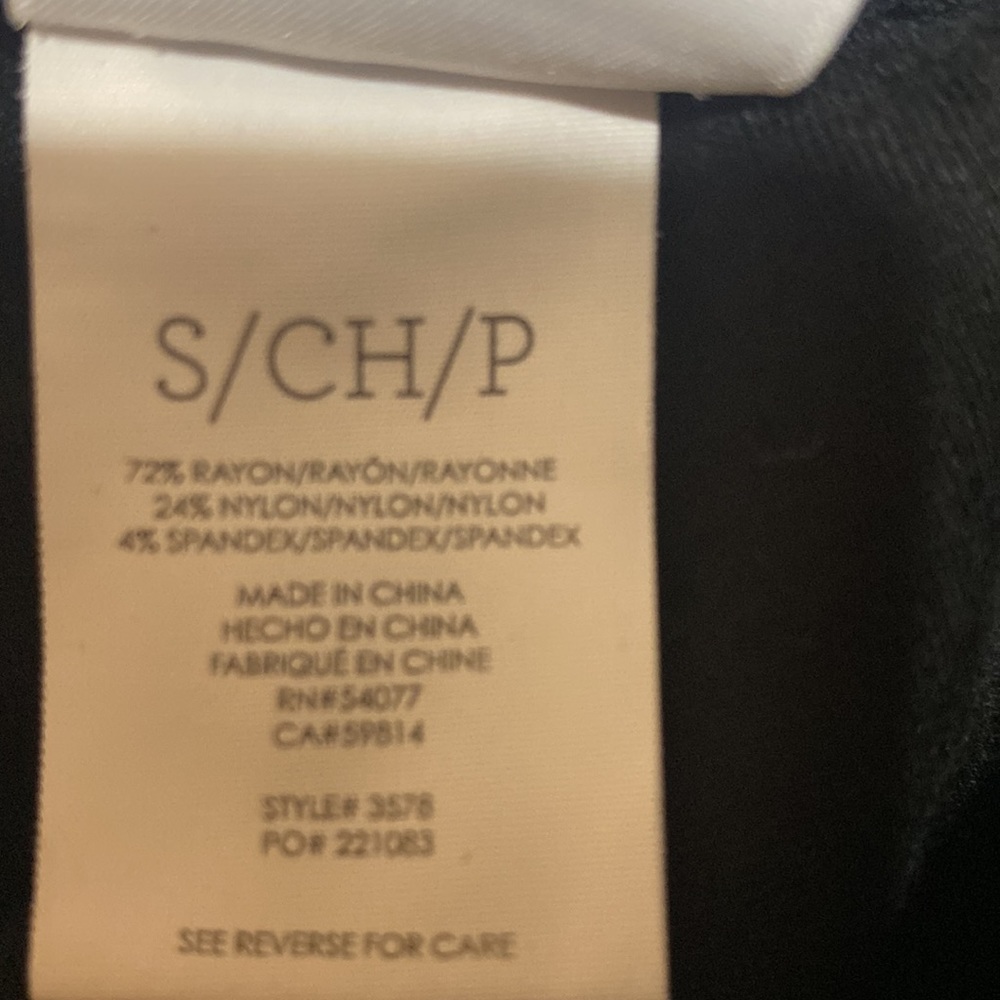 S/CH/P
72% RAYON/RAYÓN/RAYONNE
24% NYLON/NYLON/NYLON
4% SPANDEX/SPANDEX/SPANDEX
MADE IN CHINA
HECHO EN CHINA
FABRIQUÉ EN CHINE
RN#54077
CA#59814
STYLE# 3578
PO# 221083
SEE REVERSE FOR CARE